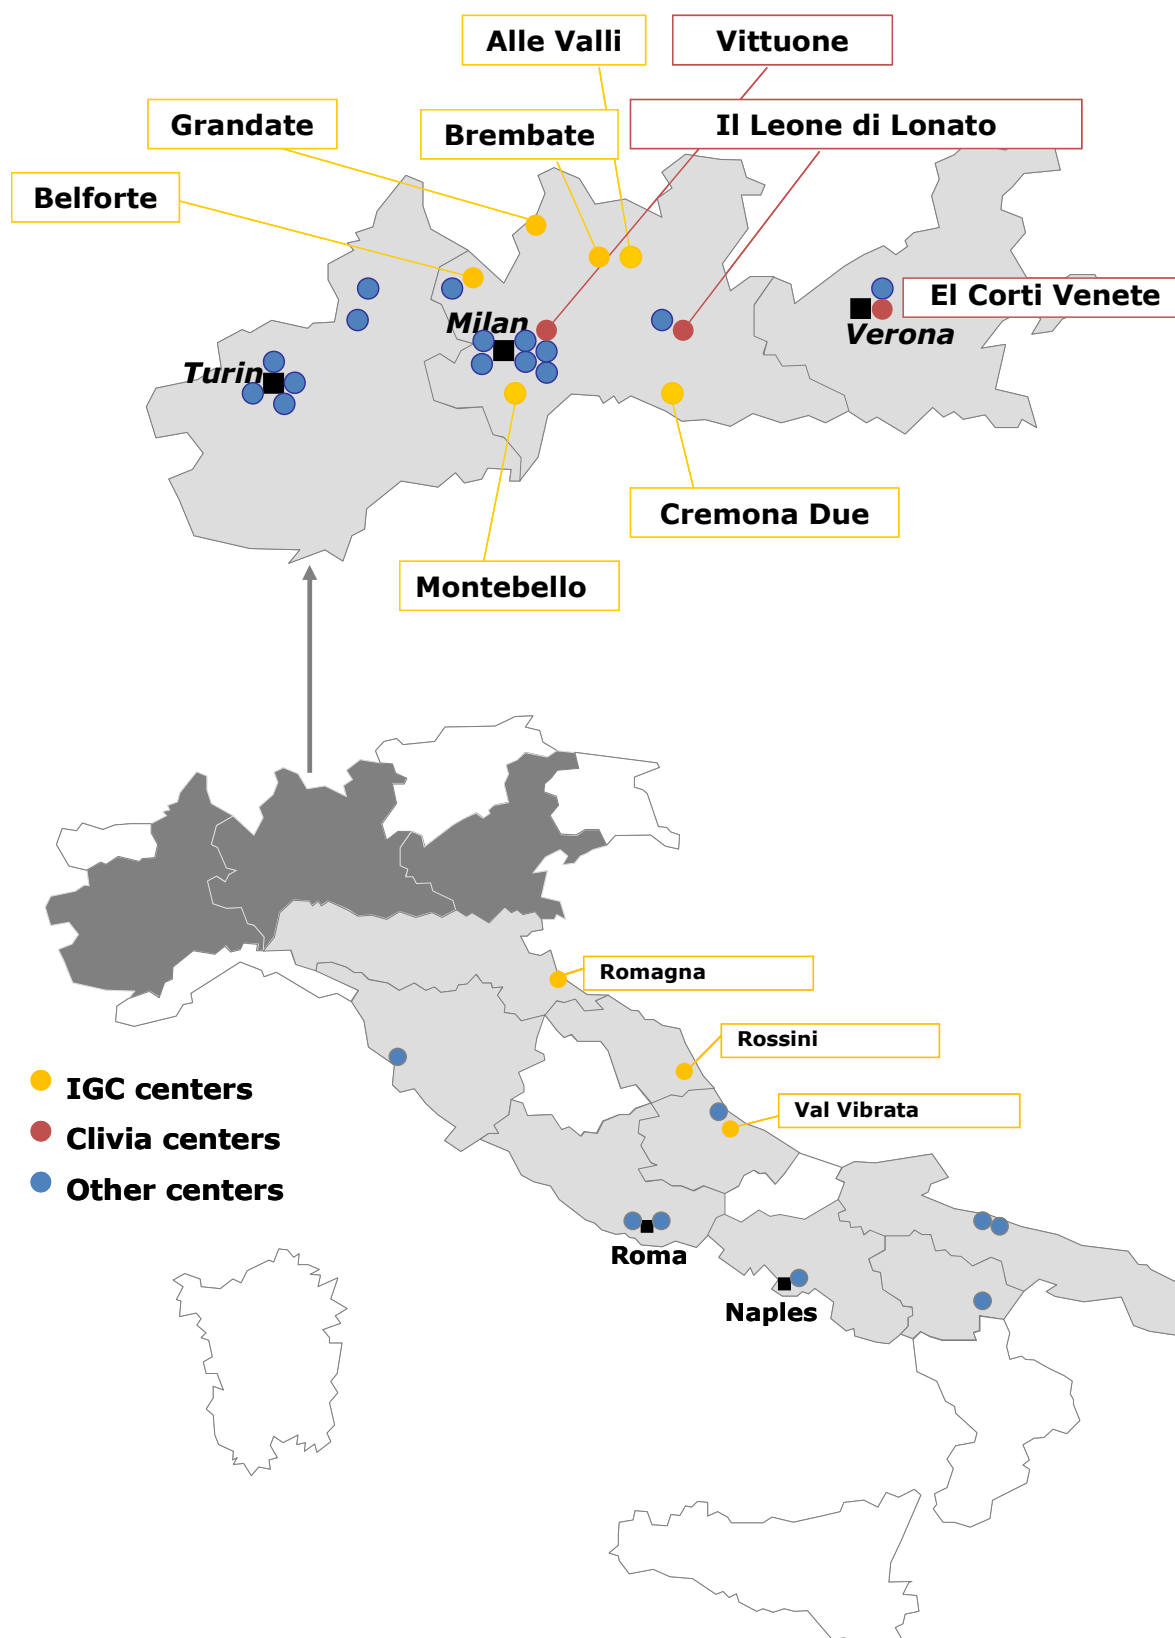 Alle Valli
Vittuone
Grandate
Brembate
Il Leone di Lonato
Belforte
El Corti Venete
Milan
Verona
Turin
Cremona Due
Montebello
Romagna
Rossini
IGC centers
Val Vibrata
Clivia centers
Other centers
Roma
Naples